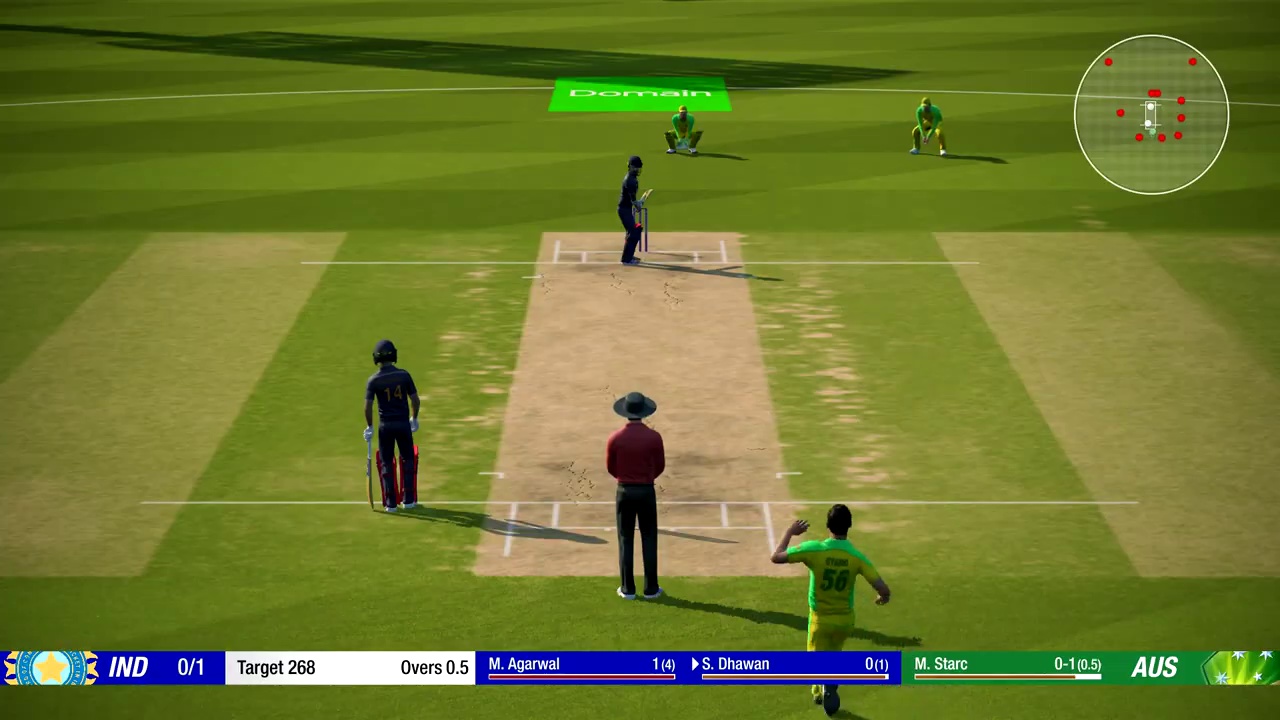 Domain
14
STARC
56
IND 0/1 Target 268 Overs 0.5 M. Agarwal 1 (4) S. Dhawan 0 (1) M. Starc 0-1 (0.5) AUS